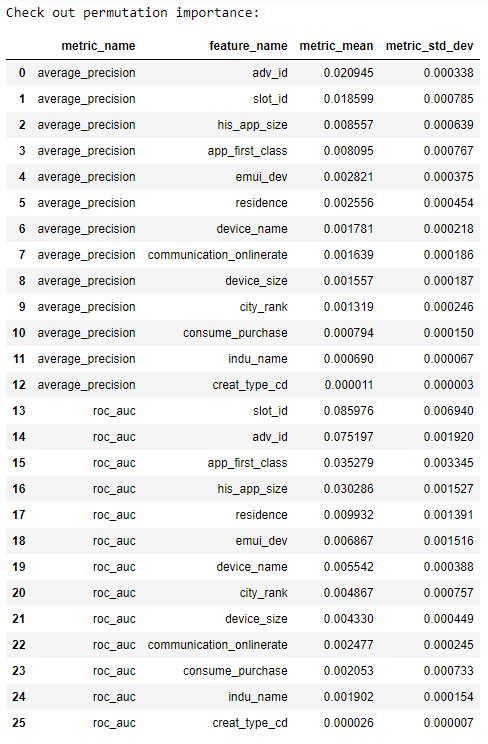 Check out permutation importance:
metric_name feature_name metric_mean metric_std_dev
0 average_precision adv_id 0.020945 0.000338
1 average_precision slot_id 0.018599 0.000785
2 average_precision his_app_size 0.008557 0.000639
3 average_precision app_first_class 0.008095 0.000767
4 average_precision emui_dev 0.002821 0.000375
5 average_precision residence 0.002556 0.000454
6 average_precision device_name 0.001781 0.000218
7 average_precision communication_onlinerate 0.001639 0.000186
8 average_precision device_size 0.001557 0.000187
9 average_precision city_rank 0.001319 0.000246
10 average_precision consume_purchase 0.000794 0.000150
11 average_precision indu_name 0.000690 0.000067
12 average_precision creat_type_cd 0.000011 0.000003
13 roc_auc slot_id 0.085976 0.006940
14 roc_auc adv_id 0.075197 0.001920
15 roc_auc app_first_class 0.035279 0.003345
16 roc_auc his_app_size 0.030286 0.001527
17 roc_auc residence 0.009932 0.001391
18 roc_auc emui_dev 0.006867 0.001516
19 roc_auc device_name 0.005542 0.000388
20 roc_auc city_rank 0.004867 0.000757
21 roc_auc device_size 0.004330 0.000449
22 roc_auc communication_onlinerate 0.002477 0.000245
23 roc_auc consume_purchase 0.002053 0.000733
24 roc_auc indu_name 0.001902 0.000154
25 roc_auc creat_type_cd 0.000026 0.000007